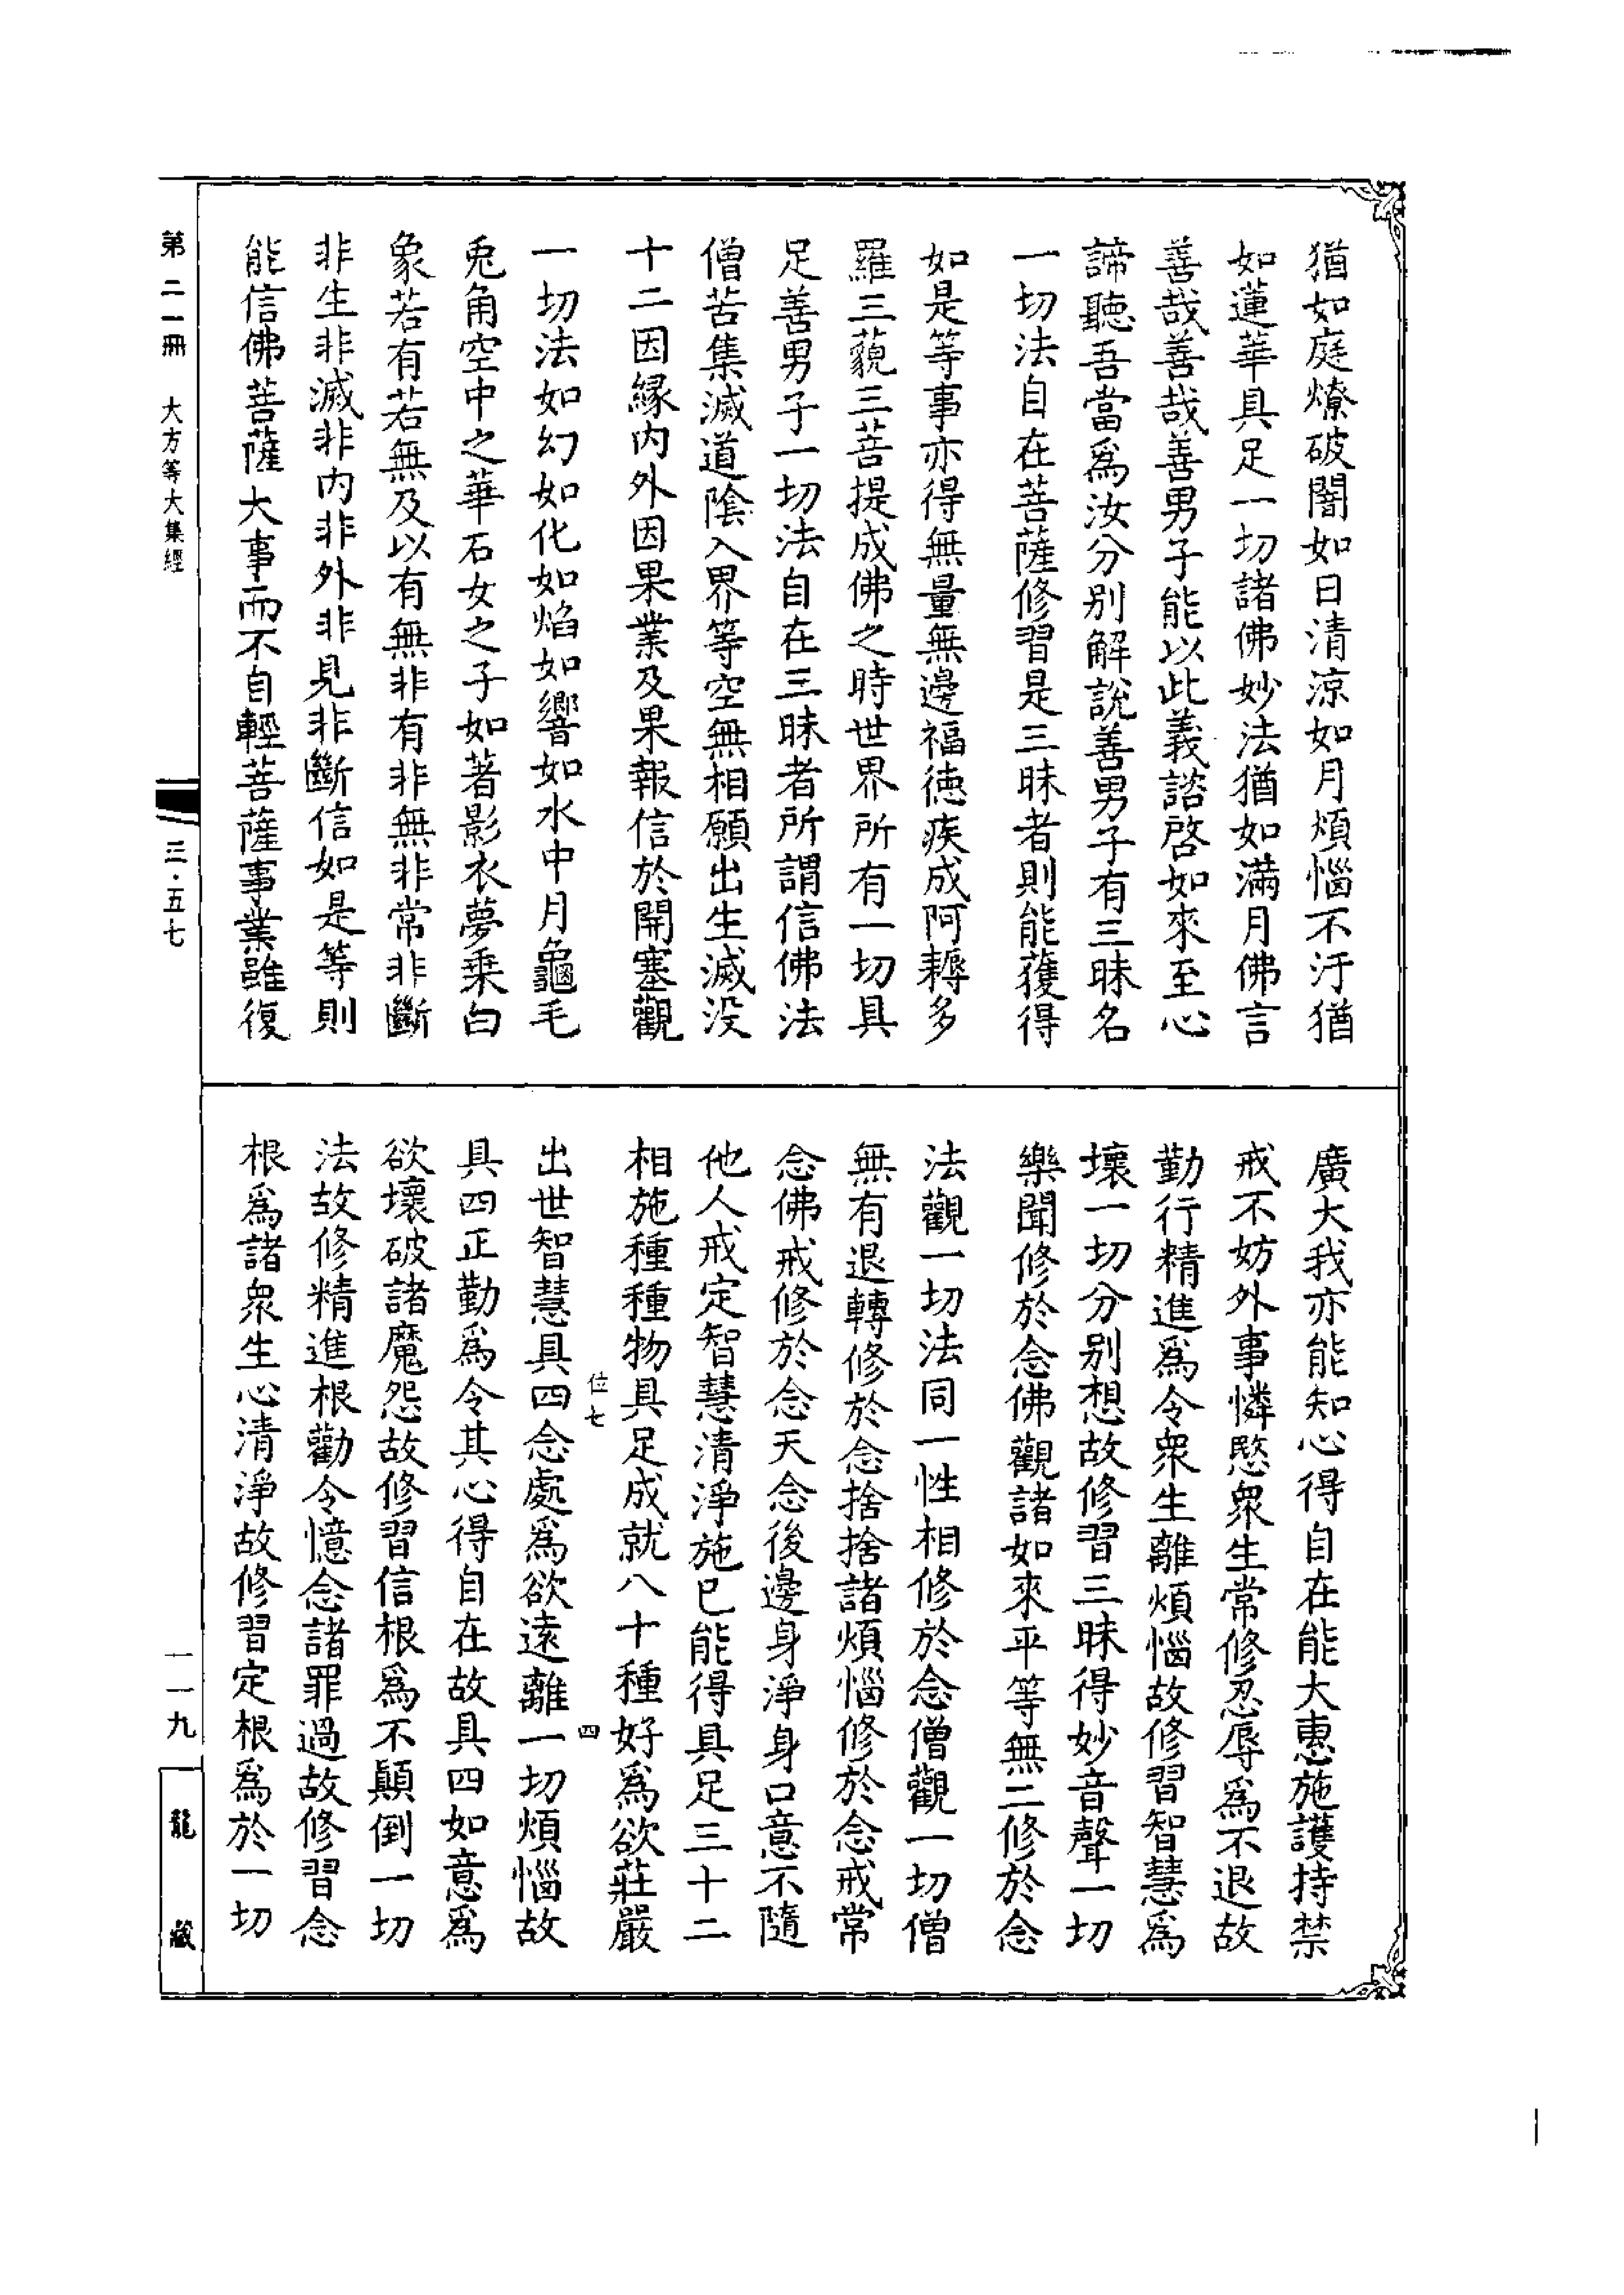 猶如庭燎破闇如日清涼如月煩惱不汙猶
如蓮華具足一切諸佛妙法猶如滿月佛言
善哉善哉善男子能以此義諮啓如來至心
諦聽吾當爲汝分别解說善男子有三昧名
一切法自在菩薩修習是三昧者則能獲得
如是等事亦得無量無邊福德疾成阿耨多
羅三藐三菩提成佛之時世界所有一切具
足善男子一切法自在三昧者所謂信佛法
僧苦集滅道陰入界等空無相願出生滅没
十二因緣内外因果業及果報信於開塞觀
一切法如幻如化如焰如響如水中月龜毛
兎角空中之華石女之子如著影衣夢乘白
象若有若無及以有無非有非無非常非斷
非生非滅非内非外非見非斷信如是等則
能信佛菩薩大事而不自輕菩薩事業雖復
廣大我亦能知心得自在能大惠施護持禁
戒不妨外事憐愍衆生常修忍辱爲不退故
勤行精進爲令衆生離煩惱故修習智慧爲
壞一切分别想故修習三昧得妙音聲一切
樂聞修於念佛觀諸如來平等無二修於念
法觀一切法同一性相修於念僧觀一切僧
無有退轉修於念捨捨諸煩惱修於念戒常
念佛戒修於念天念後邊身淨身口意不隨
他人戒定智慧清淨施已能得具足三十二
相施種種物具足成就八十種好爲欲莊嚴
位七
四
出世智慧具四念處爲欲遠離一切煩惱故
具四正勤爲令其心得自在故具四如意爲
欲壞破諸魔怨故修習信根爲不顛倒一切
法故修精進根勸令憶念諸罪過故修習念
根爲諸衆生心清淨故修習定根爲於一切
第二一冊　大方等大集經
三·五七
一一九
龍藏